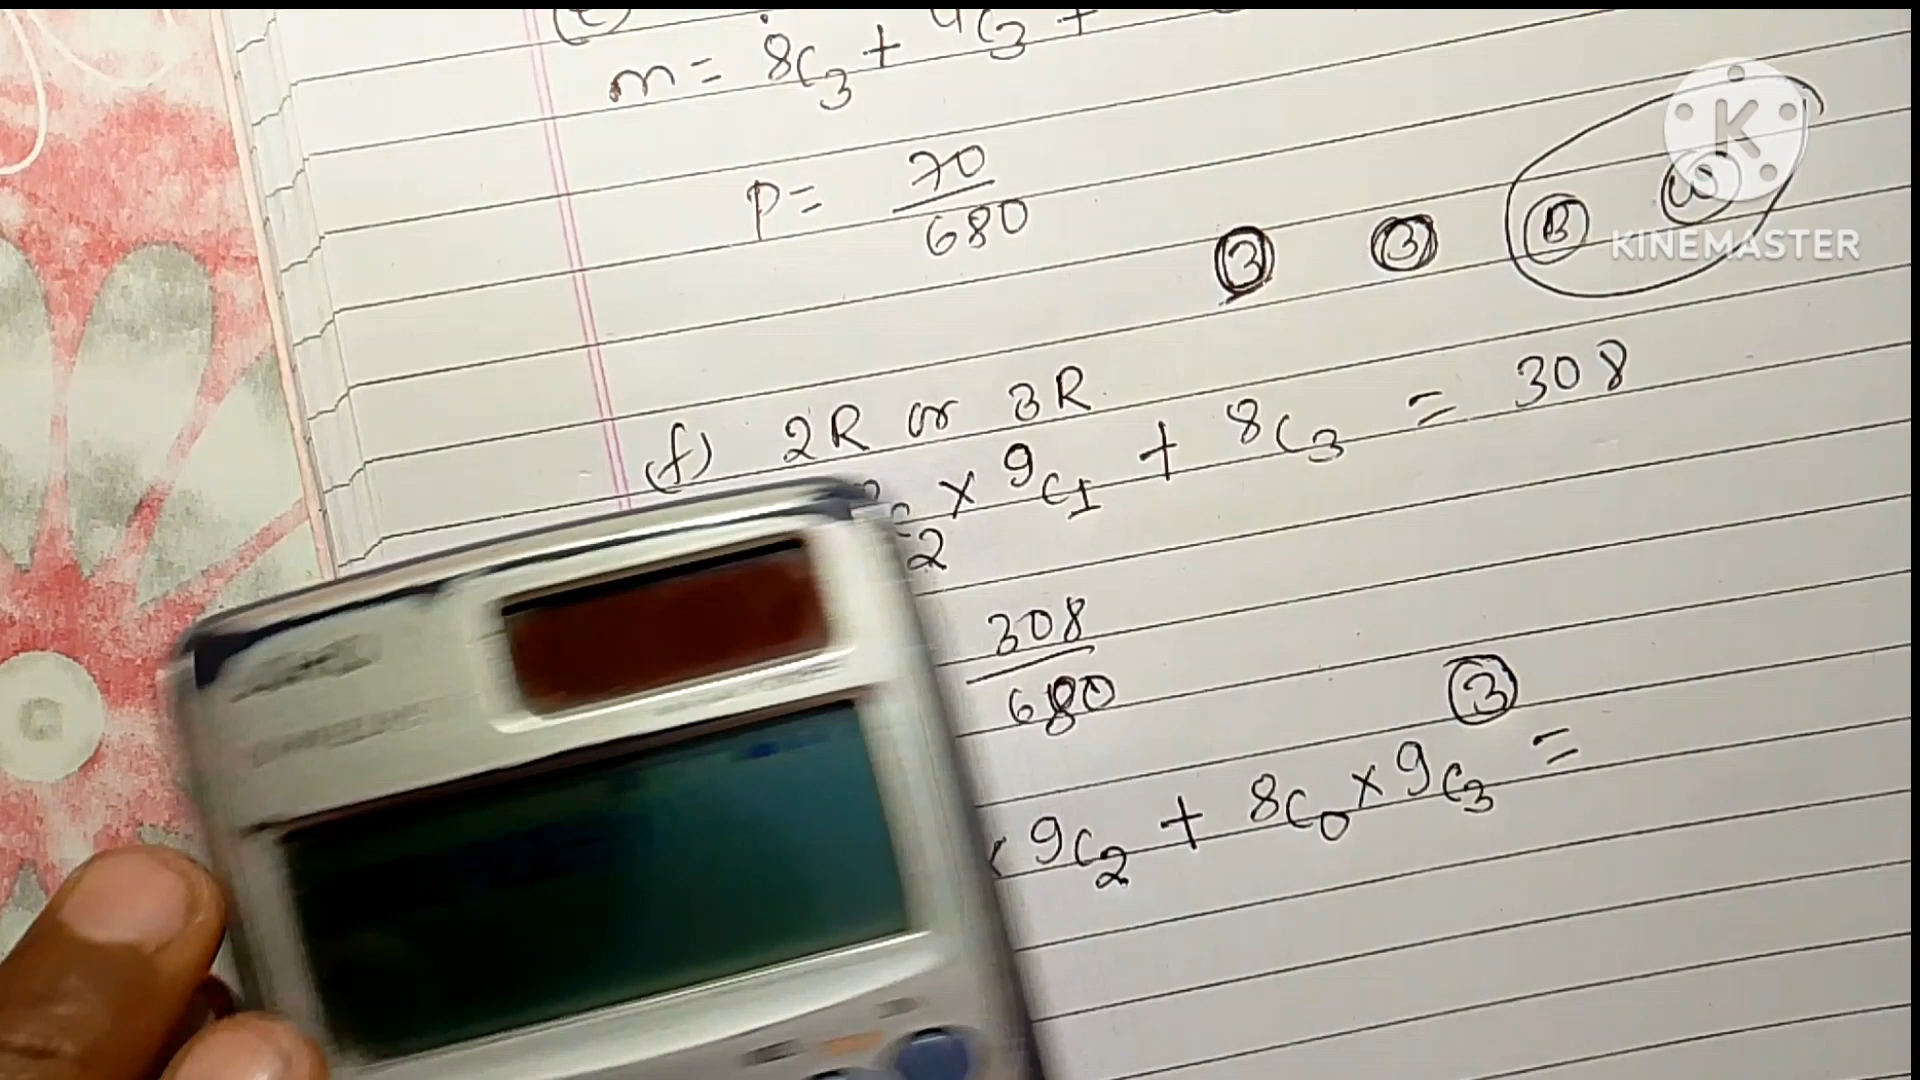 m = 8C3 + 4C3 +
P = 70/680
3 3 B W
KINEMASTER
(f) 2R or 3R
C2 × 9C1 + 8C3 = 308
308/680
3
× 9C2 + 8C0 × 9C3 =